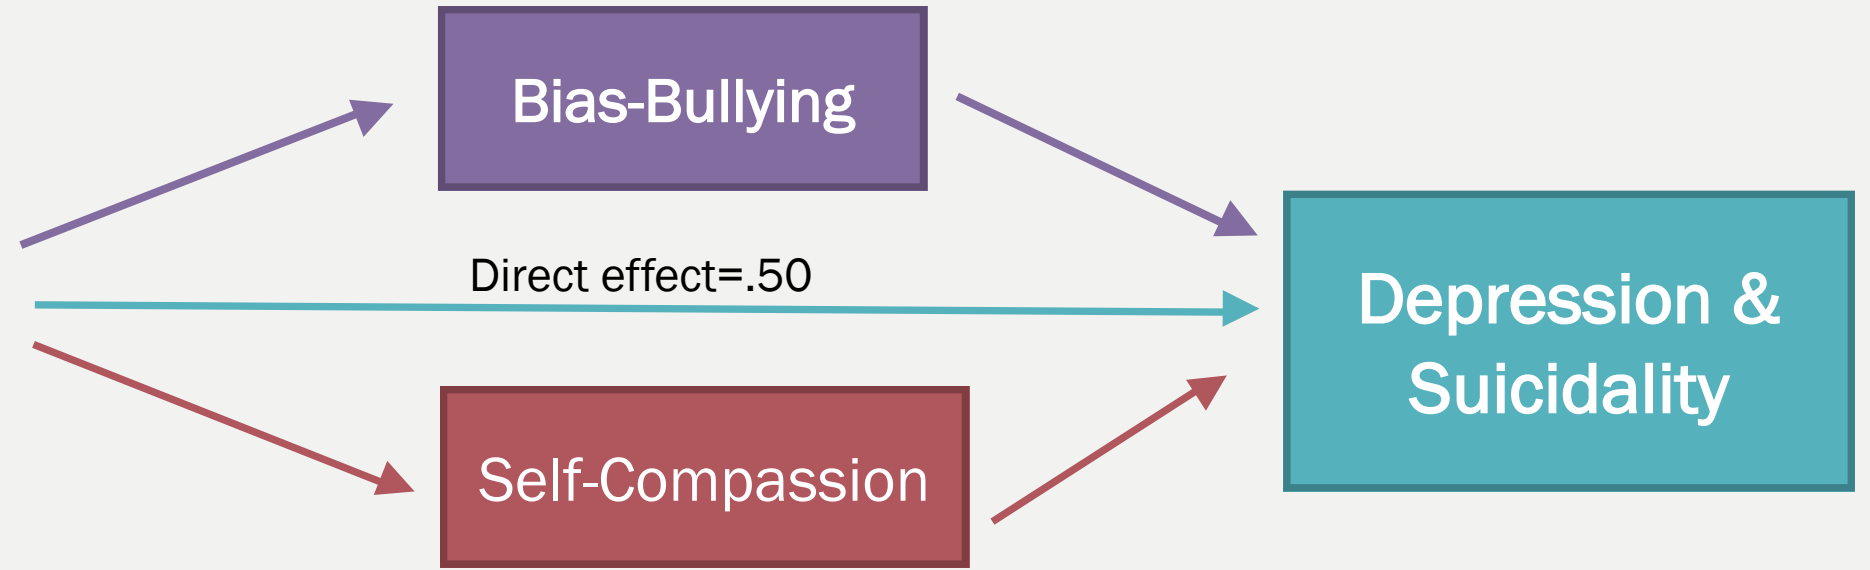 Bias-Bullying
Direct effect=.50
Depression &
Suicidality
Self-Compassion